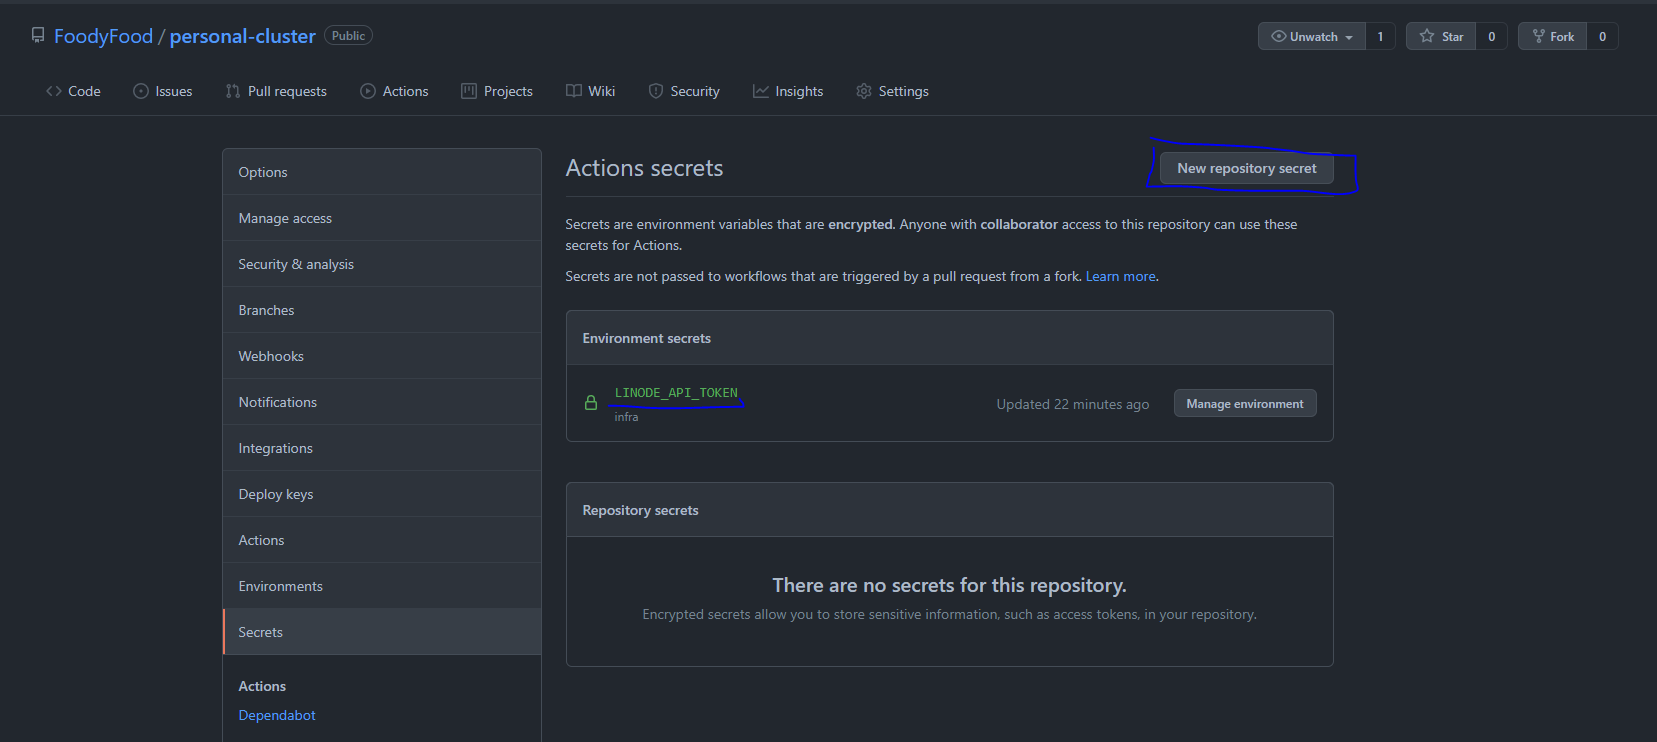 FoodyFood / personal-cluster Public
Unwatch 1 Star 0 Fork 0
Code Issues Pull requests Actions Projects Wiki Security Insights Settings
Options
Manage access
Security & analysis
Branches
Webhooks
Notifications
Integrations
Deploy keys
Actions
Environments
Secrets
Actions
Dependabot
Actions secrets
New repository secret
Secrets are environment variables that are encrypted. Anyone with collaborator access to this repository can use these
secrets for Actions.
Secrets are not passed to workflows that are triggered by a pull request from a fork. Learn more.
Environment secrets
LINODE_API_TOKEN
infra
Updated 22 minutes ago
Manage environment
Repository secrets
There are no secrets for this repository.
Encrypted secrets allow you to store sensitive information, such as access tokens, in your repository.